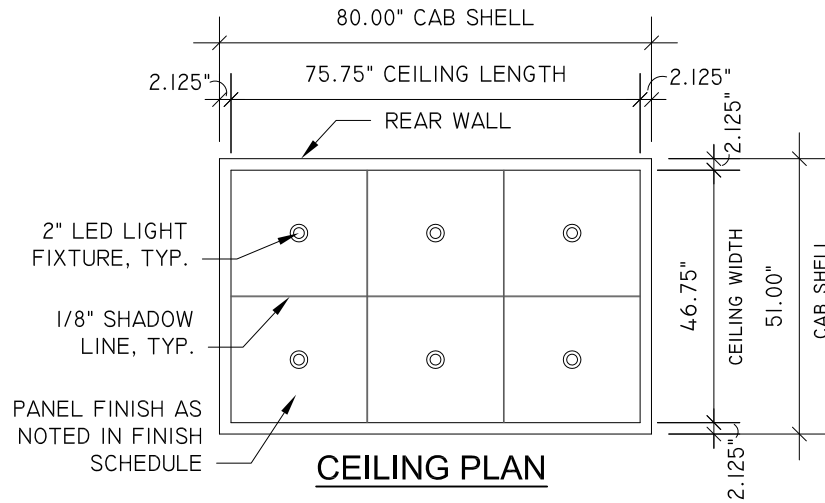 80.00" CAB SHELL
2.125"
75.75" CEILING LENGTH
2.125"
REAR WALL
2.125"
2" LED LIGHT
FIXTURE, TYP.
1/8" SHADOW
LINE, TYP.
46.75"
CEILING WIDTH
51.00"
CAB SHELL
PANEL FINISH AS
NOTED IN FINISH
SCHEDULE
2.125"
CEILING PLAN